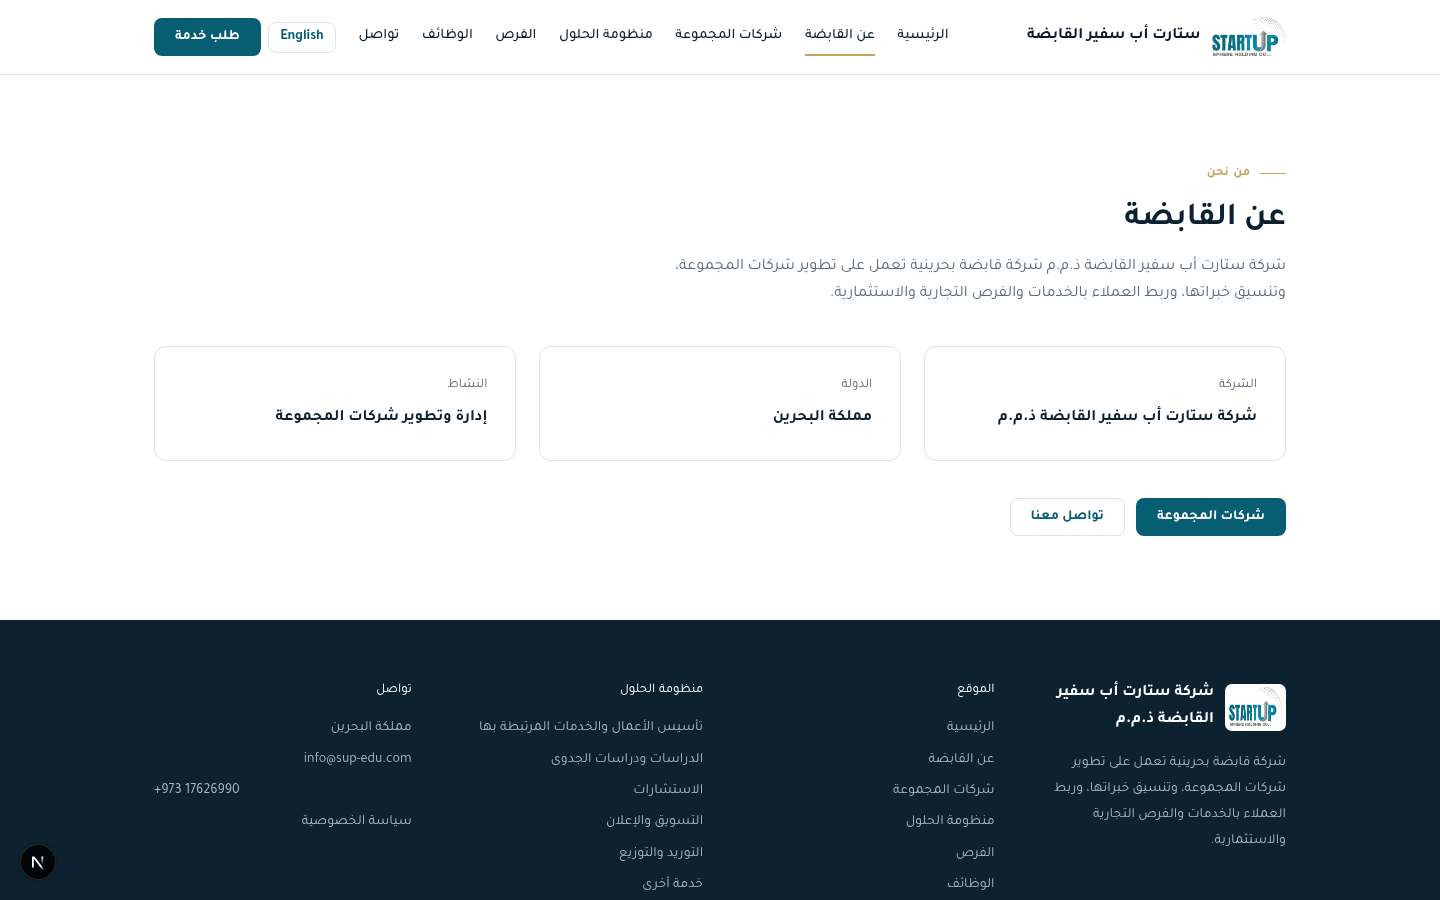 STARTUP
SPHERE HOLDING CO...
ستارت أب سفير القابضة
الرئيسية
عن القابضة
شركات المجموعة
منظومة الحلول
الفرص
الوظائف
تواصل
English
طلب خدمة
من نحن
عن القابضة
شركة ستارت أب سفير القابضة ذ.م.م شركة قابضة بحرينية تعمل على تطوير شركات المجموعة،
وتنسيق خبراتها، وربط العملاء بالخدمات والفرص التجارية والاستثمارية.
الشركة
شركة ستارت أب سفير القابضة ذ.م.م
الدولة
مملكة البحرين
النشاط
إدارة وتطوير شركات المجموعة
شركات المجموعة
تواصل معنا
STARTUP
SPHERE HOLDING CO...
شركة ستارت أب سفير
القابضة ذ.م.م
شركة قابضة بحرينية تعمل على تطوير
شركات المجموعة، وتنسيق خبراتها، وربط
العملاء بالخدمات والفرص التجارية
والاستثمارية.
الموقع
الرئيسية
عن القابضة
شركات المجموعة
منظومة الحلول
الفرص
الوظائف
منظومة الحلول
تأسيس الأعمال والخدمات المرتبطة بها
الدراسات ودراسات الجدوى
الاستشارات
التسويق والإعلان
التوريد والتوزيع
خدمة أخرى
تواصل
مملكة البحرين
info@sup-edu.com
+973 17626990
سياسة الخصوصية
N